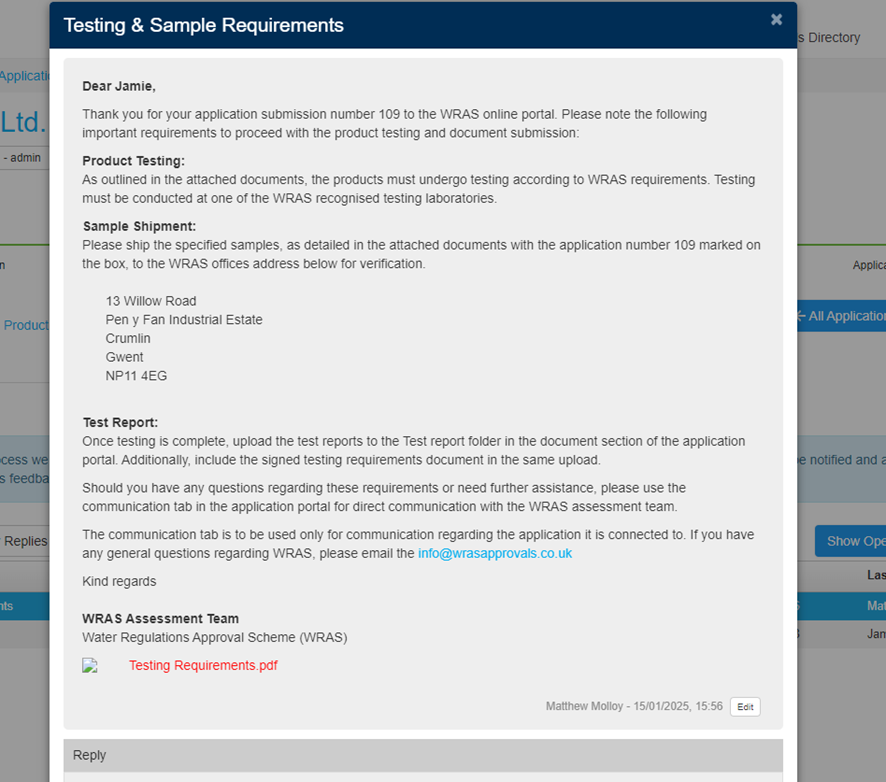 Testing & Sample Requirements
s Directory
Applicati
Ltd.
- admin
Dear Jamie,
Thank you for your application submission number 109 to the WRAS online portal. Please note the following
important requirements to proceed with the product testing and document submission:
Product Testing:
As outlined in the attached documents, the products must undergo testing according to WRAS requirements. Testing
must be conducted at one of the WRAS recognised testing laboratories.
Sample Shipment:
Please ship the specified samples, as detailed in the attached documents with the application number 109 marked on
the box, to the WRAS offices address below for verification.
n
Applica
13 Willow Road
Pen y Fan Industrial Estate
Crumlin
Gwent
NP11 4EG
Product
← All Application
Test Report:
Once testing is complete, upload the test reports to the Test report folder in the document section of the application
portal. Additionally, include the signed testing requirements document in the same upload.
cess we
be notified and a
s feedba
Should you have any questions regarding these requirements or need further assistance, please use the
communication tab in the application portal for direct communication with the WRAS assessment team.
The communication tab is to be used only for communication regarding the application it is connected to. If you have
any general questions regarding WRAS, please email the info@wrasapprovals.co.uk
Replies
Show Ope
Kind regards
Las
nts
Mat
WRAS Assessment Team
Water Regulations Approval Scheme (WRAS)
Jam
Testing Requirements.pdf
Matthew Molloy - 15/01/2025, 15:56 Edit
Reply